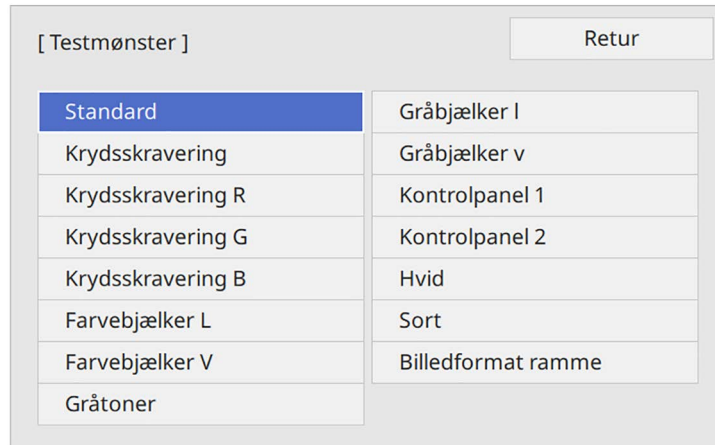 [ Testmønster ]
Retur
Standard
Krydsskravering
Krydsskravering R
Krydsskravering G
Krydsskravering B
Farvebjælker L
Farvebjælker V
Gråtoner
Gråbjælker l
Gråbjælker v
Kontrolpanel 1
Kontrolpanel 2
Hvid
Sort
Billedformat ramme